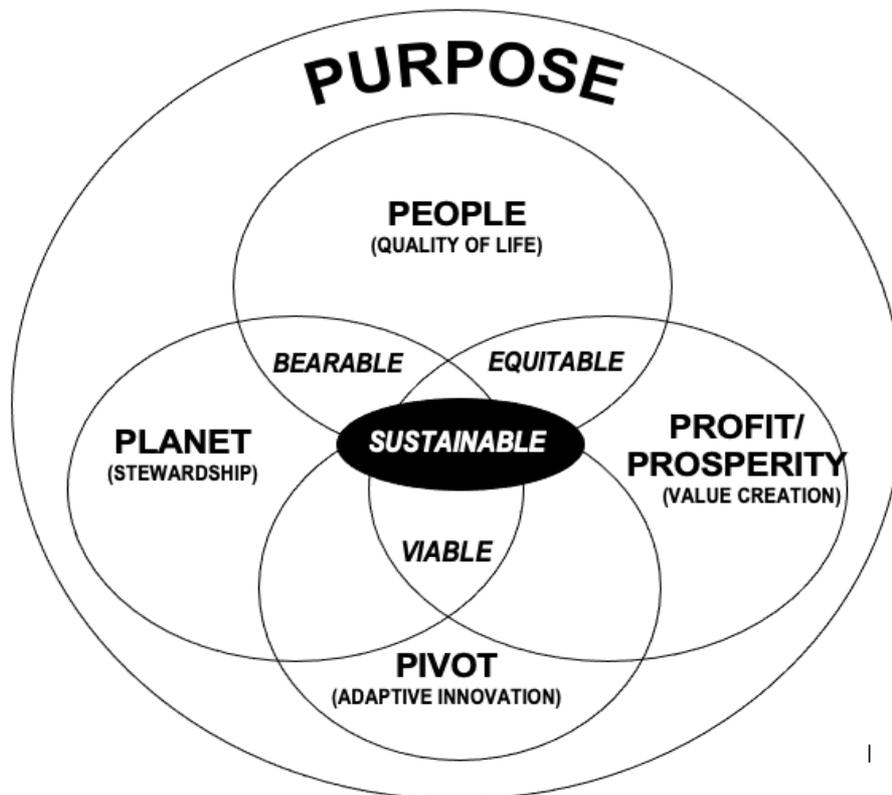 PURPOSE
PEOPLE
(QUALITY OF LIFE)
BEARABLE
EQUITABLE
PLANET
(STEWARDSHIP)
SUSTAINABLE
PROFIT/
PROSPERITY
(VALUE CREATION)
VIABLE
PIVOT
(ADAPTIVE INNOVATION)